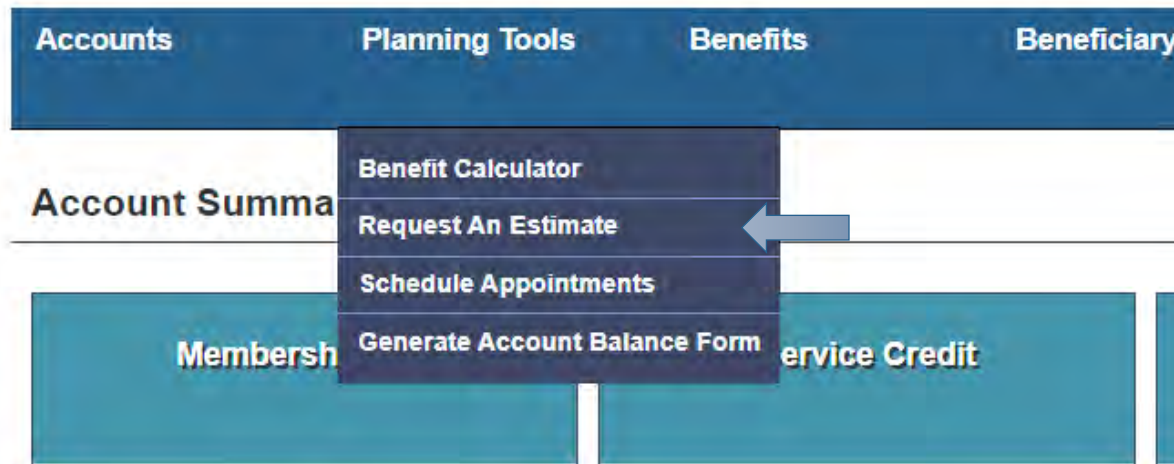 Accounts Planning Tools Benefits Beneficiary
Benefit Calculator
Account Summa
Request An Estimate
Schedule Appointments
Generate Account Balance Form
Membersh ervice Credit